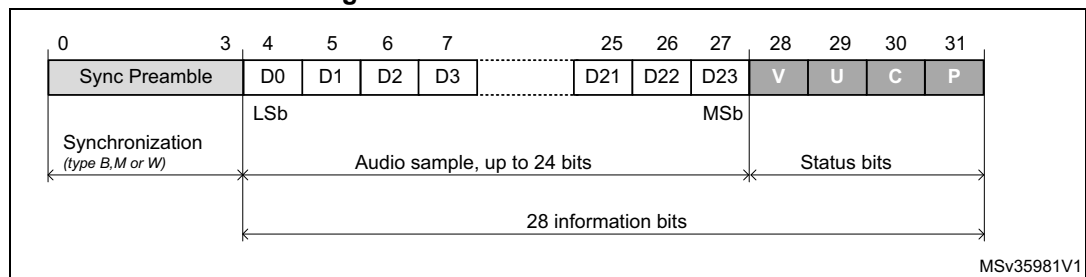 0 3 4 5 6 7 25 26 27 28 29 30 31
Sync Preamble D0 D1 D2 D3 D21 D22 D23 V U C P
LSb MSb
Synchronization
(type B,M or W) Audio sample, up to 24 bits Status bits
28 information bits
MSv35981V1